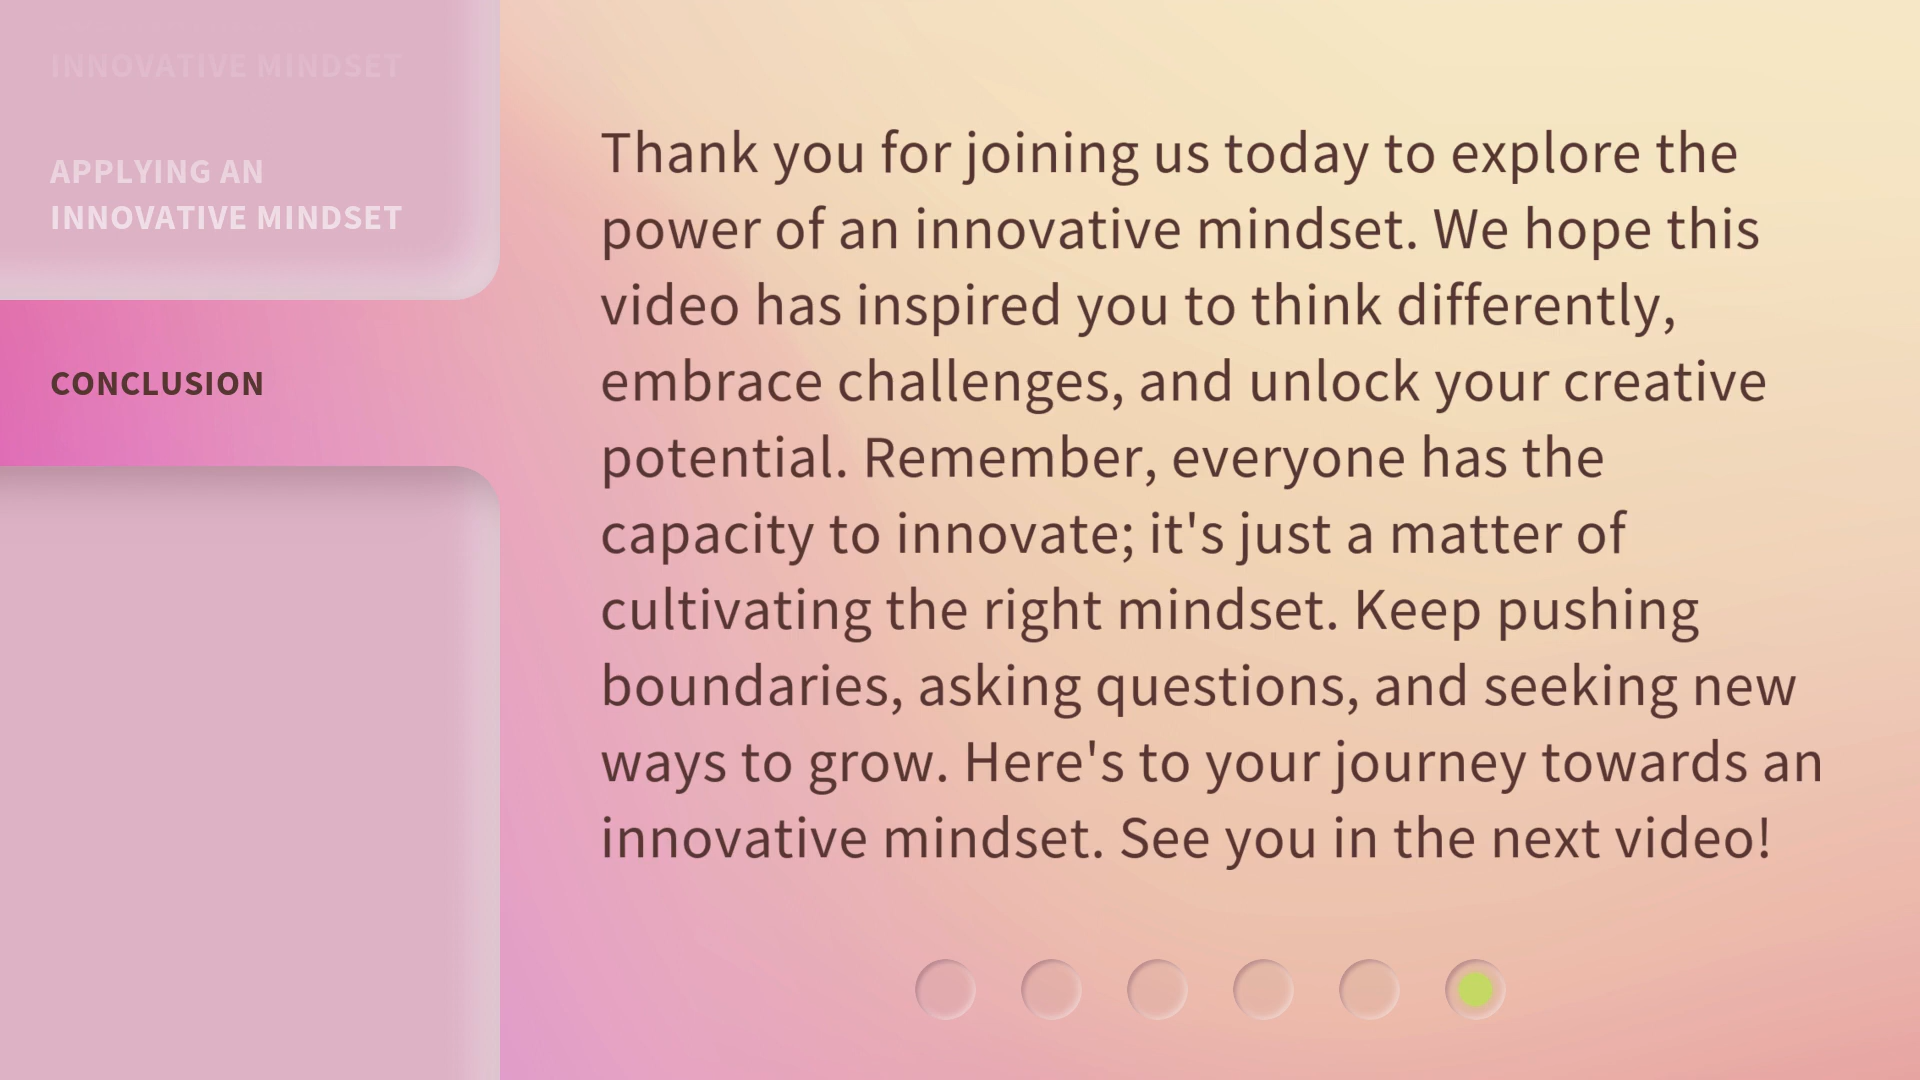 INNOVATIVE MINDSET
APPLYING AN
INNOVATIVE MINDSET
CONCLUSION
Thank you for joining us today to explore the
power of an innovative mindset. We hope this
video has inspired you to think differently,
embrace challenges, and unlock your creative
potential. Remember, everyone has the
capacity to innovate; it's just a matter of
cultivating the right mindset. Keep pushing
boundaries, asking questions, and seeking new
ways to grow. Here's to your journey towards an
innovative mindset. See you in the next video!